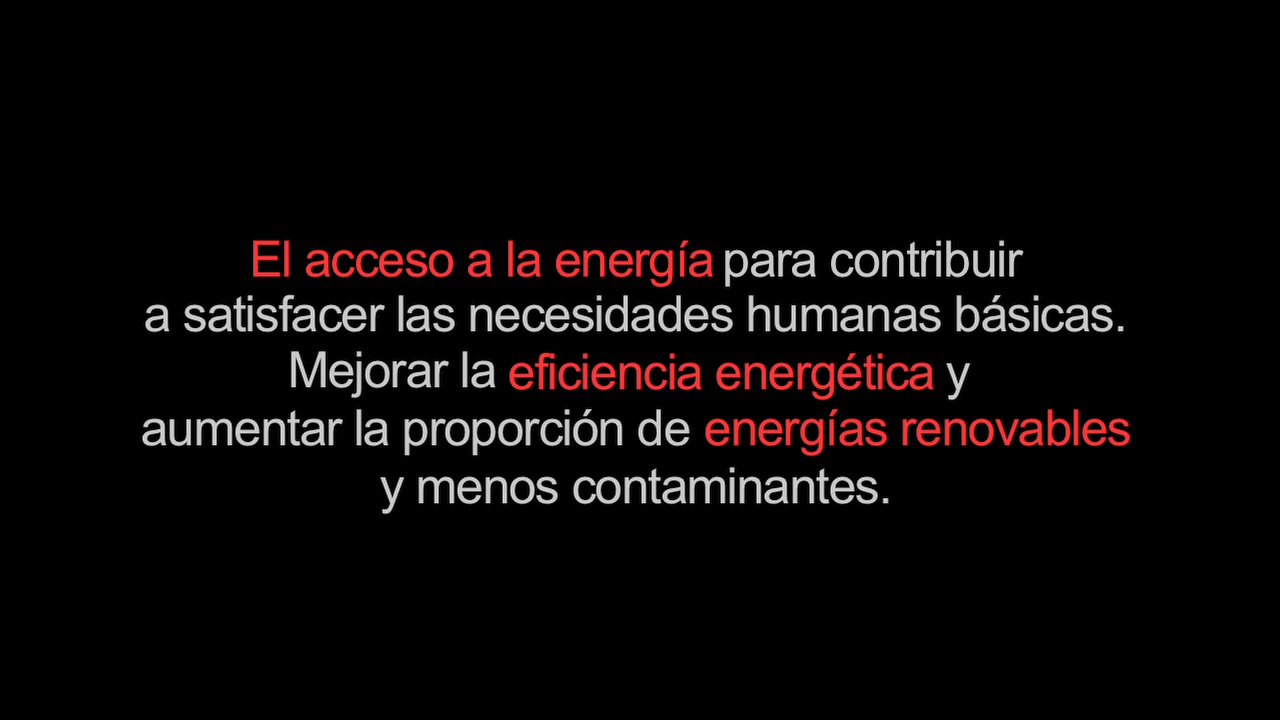 El acceso a la energía para contribuir
a satisfacer las necesidades humanas básicas.
Mejorar la eficiencia energética y
aumentar la proporción de energías renovables
y menos contaminantes.